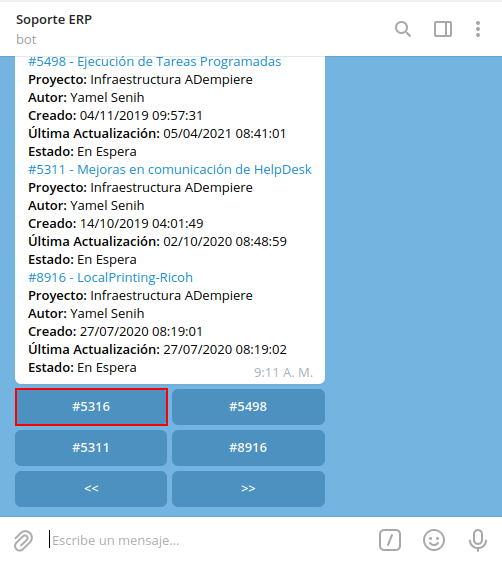 Soporte ERP
bot
#5498 - Ejecución de Tareas Programadas
Proyecto: Infraestructura ADempiere
Autor: Yamel Senih
Creado: 04/11/2019 09:57:31
Última Actualización: 05/04/2021 08:41:01
Estado: En Espera
#5311 - Mejoras en comunicación de HelpDesk
Proyecto: Infraestructura ADempiere
Autor: Yamel Senih
Creado: 14/10/2019 04:01:49
Última Actualización: 02/10/2020 08:48:59
Estado: En Espera
#8916 - LocalPrinting-Ricoh
Proyecto: Infraestructura ADempiere
Autor: Yamel Senih
Creado: 27/07/2020 08:19:01
Última Actualización: 27/07/2020 08:19:02
Estado: En Espera
9:11 A. M.
#5316 #5498
#5311 #8916
<< >>
Escribe un mensaje...